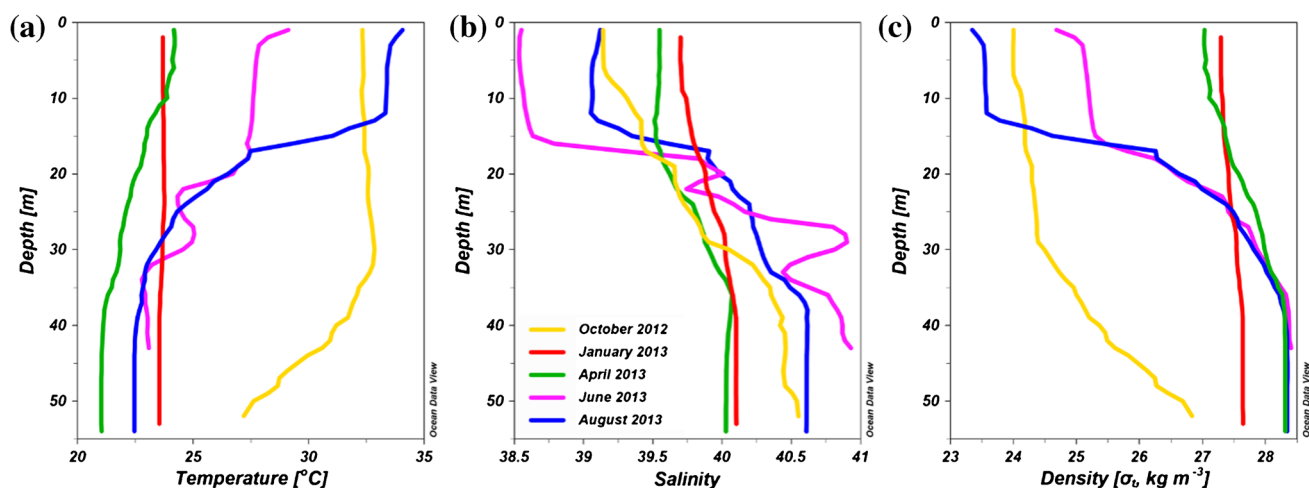 (a)
0
10
20
30
40
50
Depth [m]
20 25 30 35
Temperature [°C]
Ocean Data View
(b)
0
10
20
30
40
50
Depth [m]
October 2012
January 2013
April 2013
June 2013
August 2013
38.5 39 39.5 40 40.5 41
Salinity
Ocean Data View
(c)
0
10
20
30
40
50
Depth [m]
23 24 25 26 27 28
Density [σt, kg m⁻³]
Ocean Data View